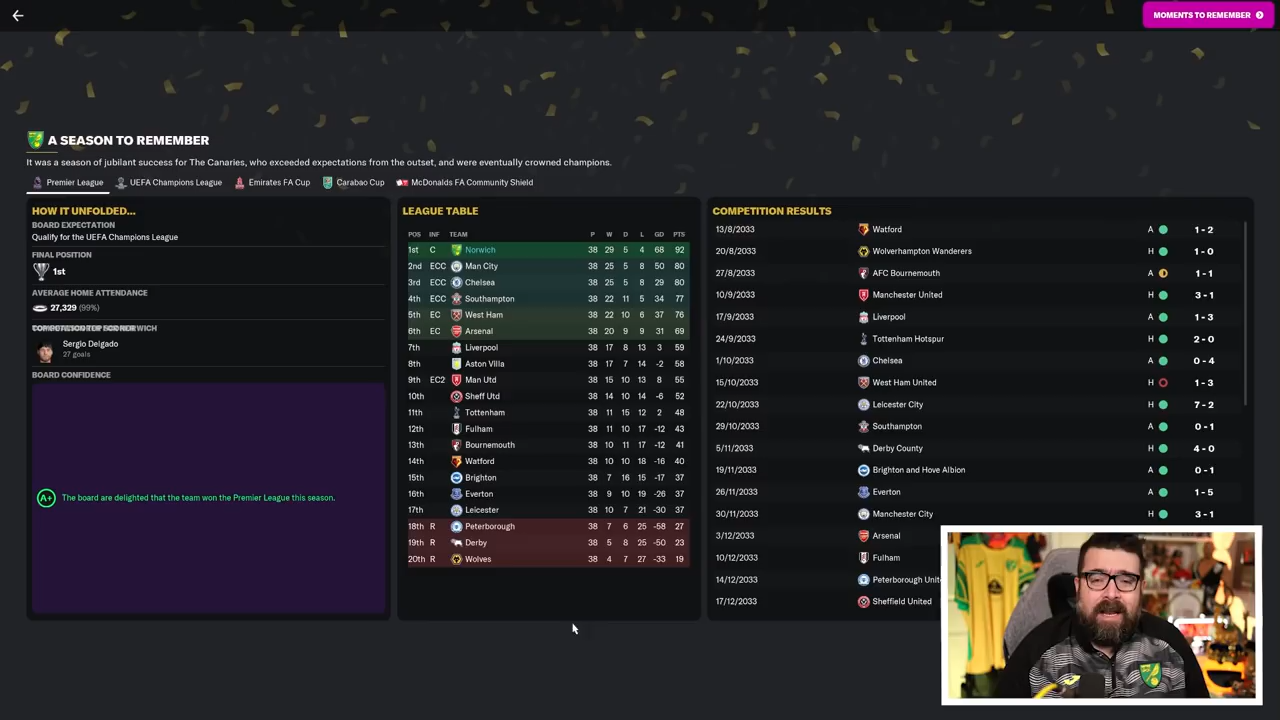 MOMENTS TO REMEMBER
A SEASON TO REMEMBER
It was a season of jubilant success for The Canaries, who exceeded expectations from the outset, and were eventually crowned champions.
Premier League UEFA Champions League Emirates FA Cup Carabao Cup McDonalds FA Community Shield
HOW IT UNFOLDED...
BOARD EXPECTATION
Qualify for the UEFA Champions League
FINAL POSITION
1st
AVERAGE HOME ATTENDANCE
27,329 (99%)
Sergio Delgado
27 goals
BOARD CONFIDENCE
A+ The board are delighted that the team won the Premier League this season.
LEAGUE TABLE
POS INF TEAM P W D L GD PTS
1st C Norwich 38 29 5 4 68 92
2nd ECC Man City 38 25 5 8 50 80
3rd ECC Chelsea 38 25 5 8 29 80
4th ECC Southampton 38 22 11 5 34 77
5th EC West Ham 38 22 10 6 37 76
6th EC Arsenal 38 20 9 9 31 69
7th Liverpool 38 17 8 13 3 59
8th Aston Villa 38 17 7 14 -2 58
9th EC2 Man Utd 38 15 10 13 8 55
10th Sheff Utd 38 14 10 14 -6 52
11th Tottenham 38 11 15 12 2 48
12th Fulham 38 11 10 17 -12 43
13th Bournemouth 38 10 11 17 -12 41
14th Watford 38 10 10 18 -16 40
15th Brighton 38 7 16 15 -17 37
16th Everton 38 9 10 19 -26 37
17th Leicester 38 10 7 21 -30 37
18th R Peterborough 38 7 6 25 -58 27
19th R Derby 38 5 8 25 -50 23
20th R Wolves 38 4 7 27 -33 19
COMPETITION RESULTS
13/8/2033 Watford A 1 - 2
20/8/2033 Wolverhampton Wanderers H 1 - 0
27/8/2033 AFC Bournemouth A 1 - 1
10/9/2033 Manchester United H 3 - 1
17/9/2033 Liverpool A 1 - 3
24/9/2033 Tottenham Hotspur H 2 - 0
1/10/2033 Chelsea A 0 - 4
15/10/2033 West Ham United H 1 - 3
22/10/2033 Leicester City H 7 - 2
29/10/2033 Southampton A 0 - 1
5/11/2033 Derby County H 4 - 0
19/11/2033 Brighton and Hove Albion A 0 - 1
26/11/2033 Everton A 1 - 5
30/11/2033 Manchester City H 3 - 1
3/12/2033 Arsenal
10/12/2033 Fulham
14/12/2033 Peterborough Unit
17/12/2033 Sheffield United